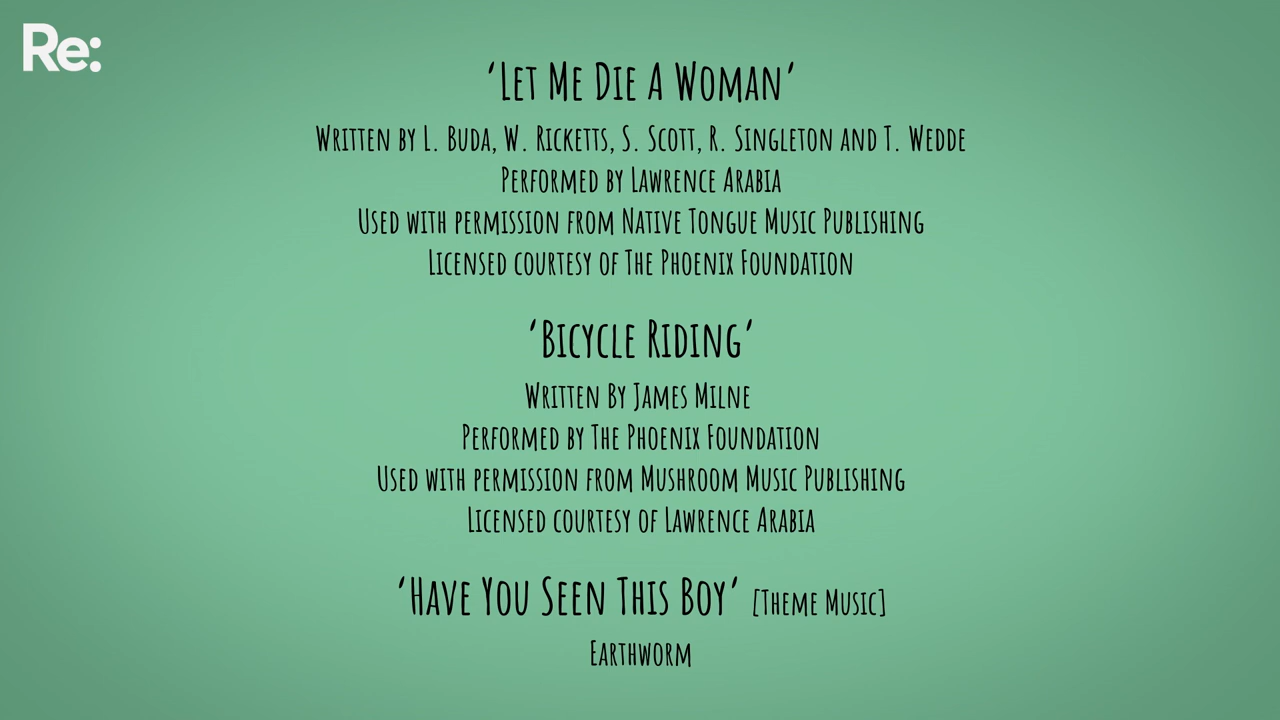 Re:
‘Let Me Die A Woman’
Written by L. Buda, W. Ricketts, S. Scott, R. Singleton and T. Wedde
Performed by Lawrence Arabia
Used with permission from Native Tongue Music Publishing
Licensed courtesy of The Phoenix Foundation
‘Bicycle Riding’
Written By James Milne
Performed by The Phoenix Foundation
Used with permission from Mushroom Music Publishing
Licensed courtesy of Lawrence Arabia
‘Have You Seen This Boy’ [Theme Music]
Earthworm